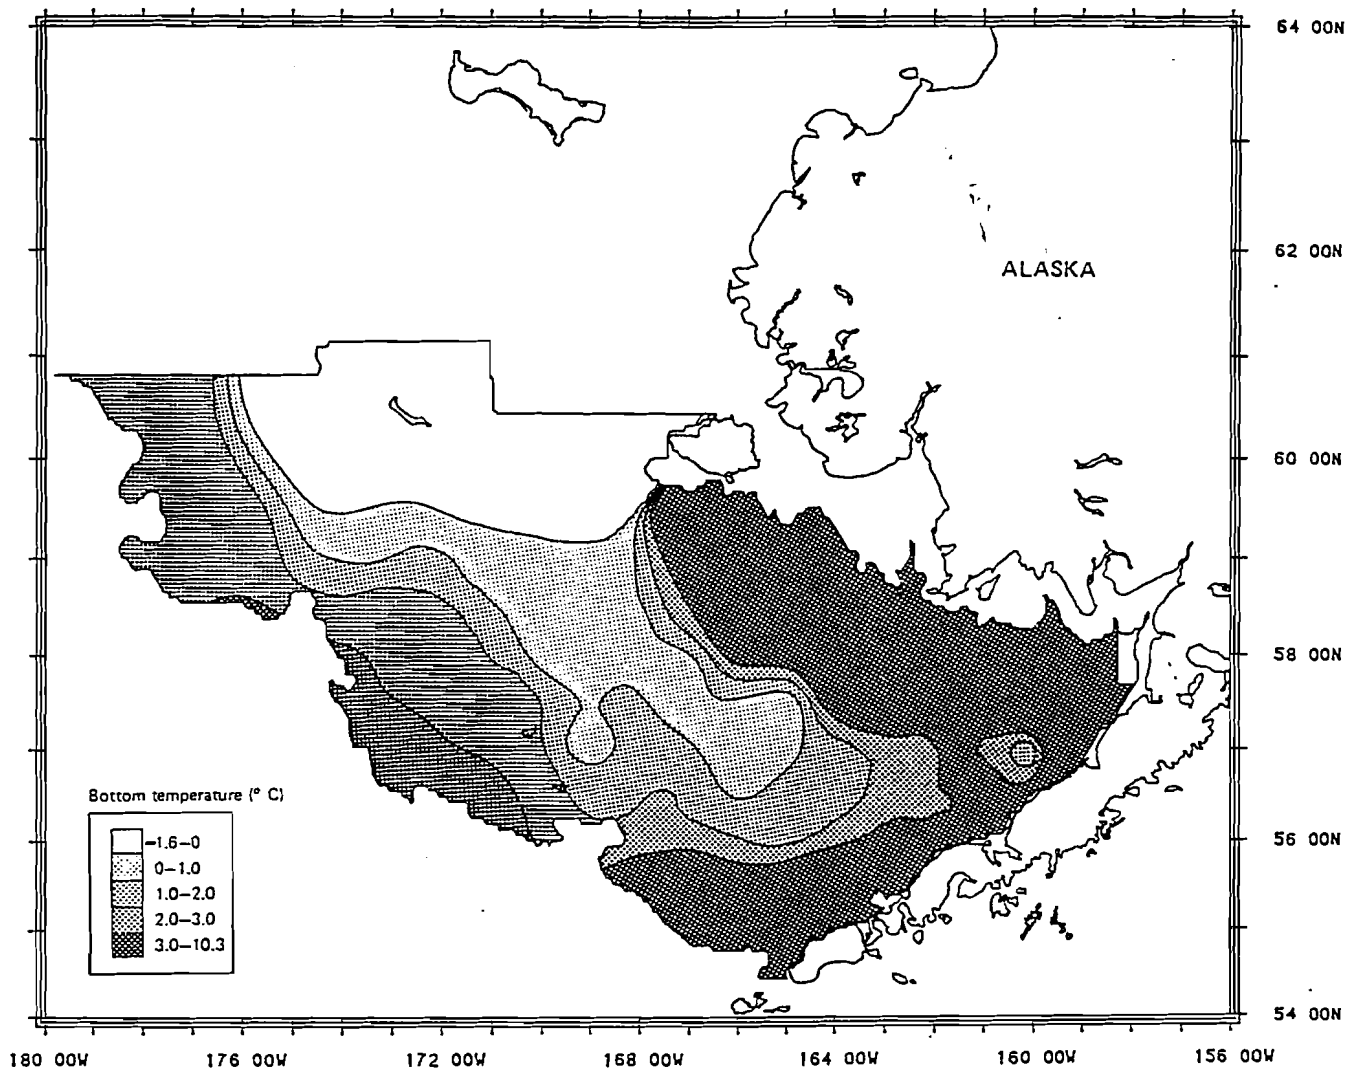 64 00N
62 00N
ALASKA
60 00N
58 00N
Bottom temperature (° C)
-1.6-0
0-1.0
1.0-2.0
2.0-3.0
3.0-10.3
56 00N
54 00N
180 00W 176 00W 172 00W 168 00W 164 00W 160 00W 156 00W